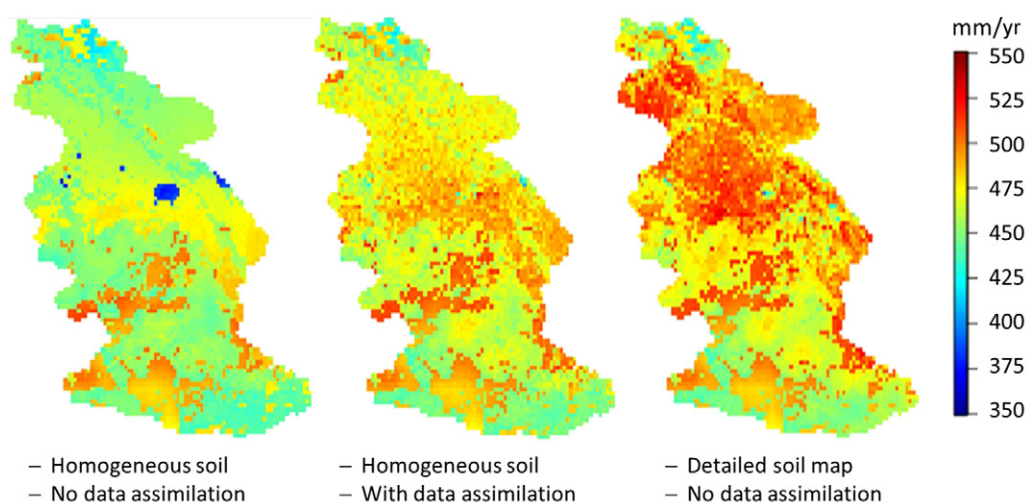 mm/yr
550
525
500
475
450
425
400
375
350
– Homogeneous soil
– No data assimilation
– Homogeneous soil
– With data assimilation
– Detailed soil map
– No data assimilation